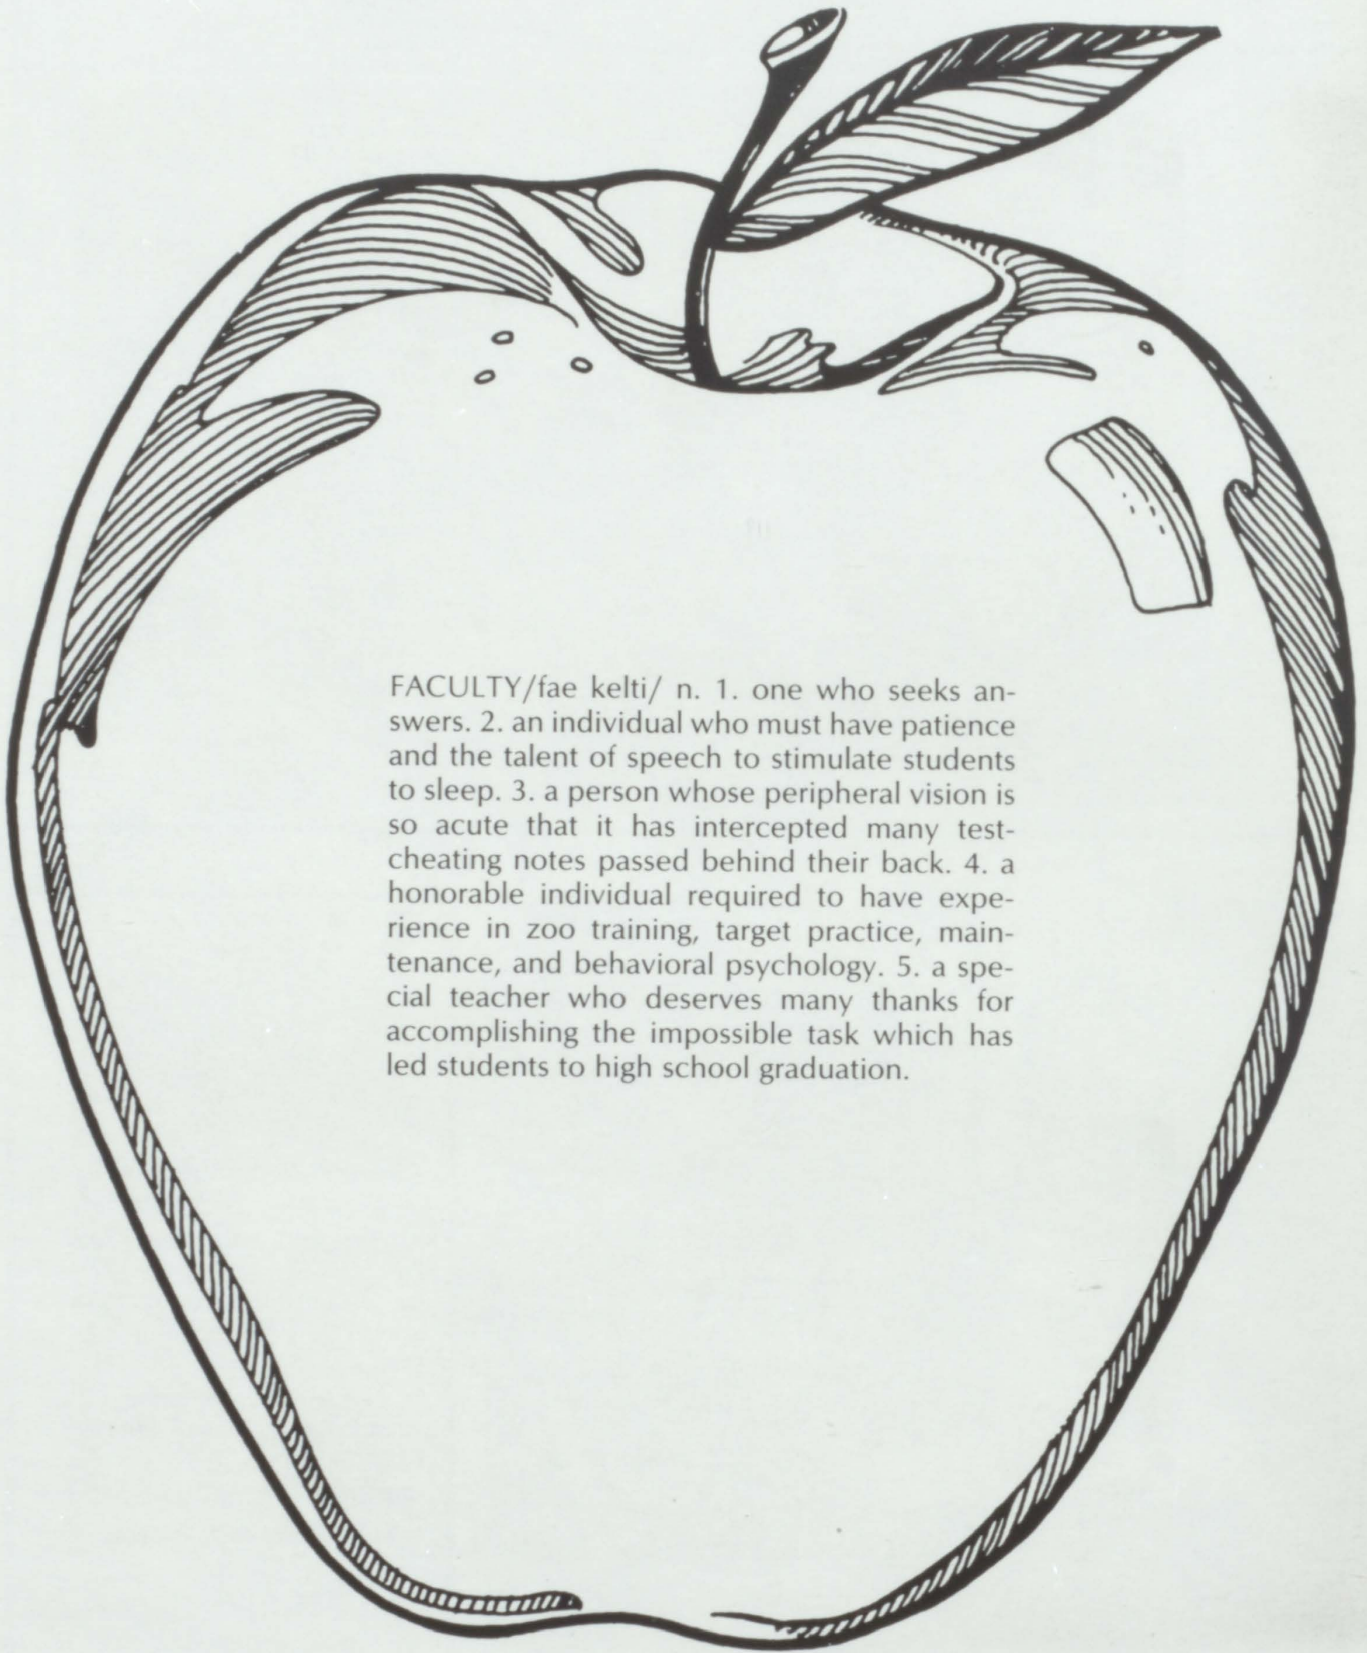 FACULTY/fae kelti/ n. 1. one who seeks an-
swers. 2. an individual who must have patience
and the talent of speech to stimulate students
to sleep. 3. a person whose peripheral vision is
so acute that it has intercepted many test-
cheating notes passed behind their back. 4. a
honorable individual required to have expe-
rience in zoo training, target practice, main-
tenance, and behavioral psychology. 5. a spe-
cial teacher who deserves many thanks for
accomplishing the impossible task which has
led students to high school graduation.